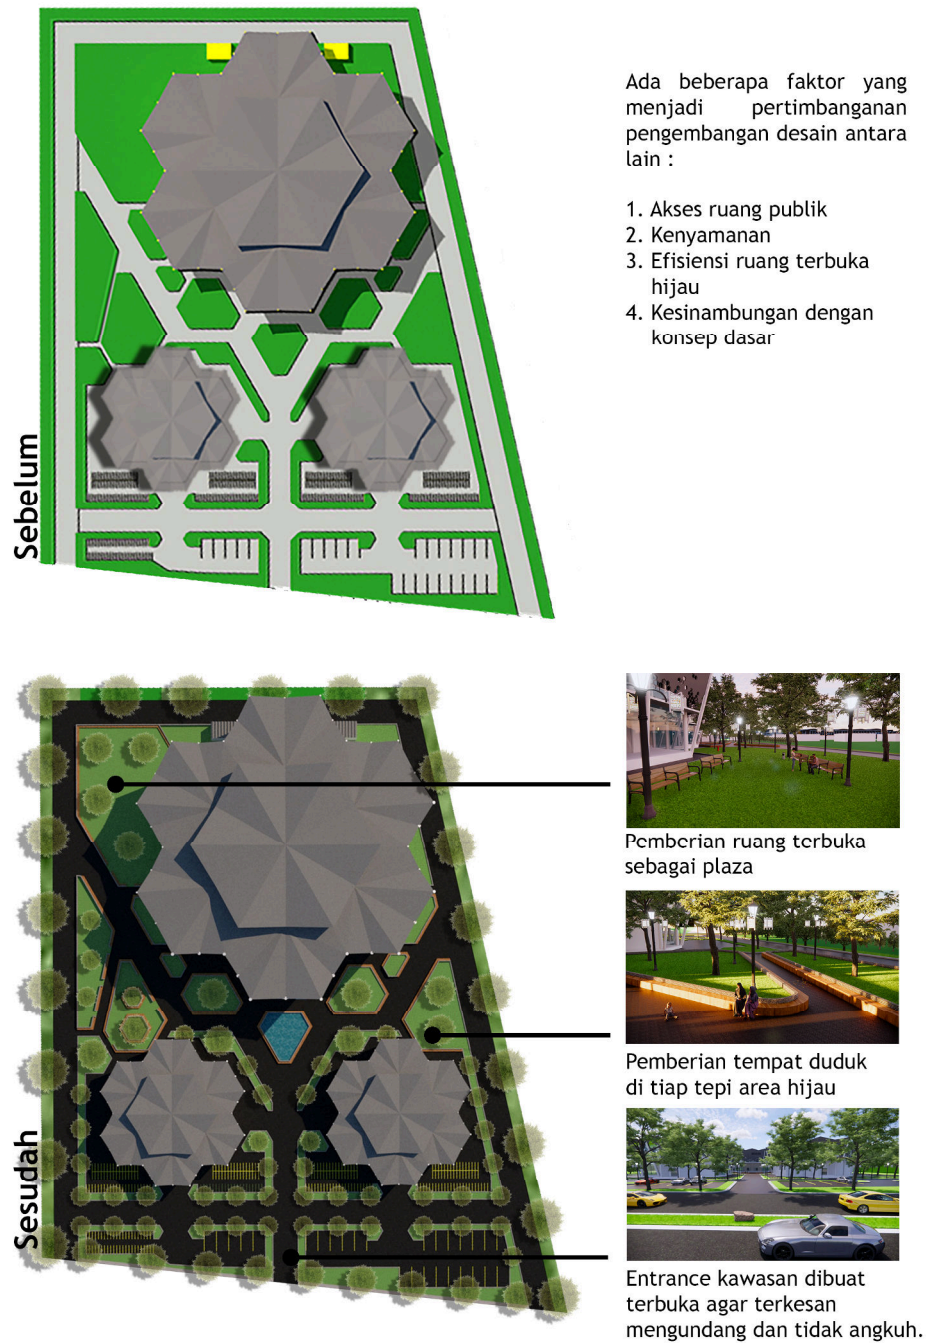 Ada beberapa faktor yang
menjadi pertimbanganan
pengembangan desain antara
lain :
1. Akses ruang publik
2. Kenyamanan
3. Efisiensi ruang terbuka
hijau
4. Kesinambungan dengan
konsep dasar
Sebelum
Pemberian ruang terbuka
sebagai plaza
Pemberian tempat duduk
di tiap tepi area hijau
Sesudah
Entrance kawasan dibuat
terbuka agar terkesan
mengundang dan tidak angkuh.